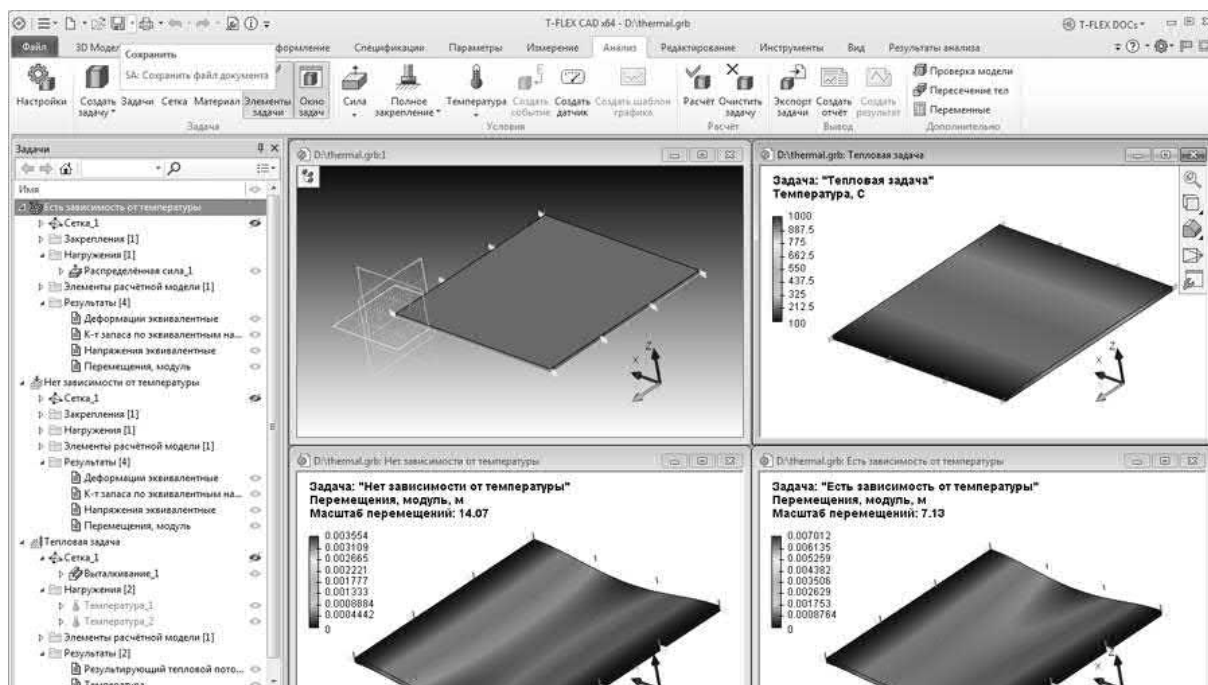 T-FLEX CAD x64 - D:\thermal.grb
T-FLEX DOCs
Файл
3D Модел
формление
Спецификации
Параметры
Измерение
Анализ
Редактирование
Инструменты
Вид
Результаты анализа
Сохранить
SA: Сохранить файл документа
Настройки
Создать задачу
Задачи
Сетка
Материал
Элементы задачи
Окно задач
Сила
Полное закрепление
Температура
Создать событие
Создать датчик
Создать шаблон графика
Расчёт
Очистить задачу
Экспорт задачи
Создать отчёт
Создать результат
Проверка модели
Пересечение тел
Переменные
Задача
Условия
Расчёт
Вывод
Дополнительно
Задачи
Имя
Есть зависимость от температуры
Сетка_1
Закрепления [1]
Нагружения [1]
Распределённая сила_1
Элементы расчётной модели [1]
Результаты [4]
Деформации эквивалентные
К-т запаса по эквивалентным на...
Напряжения эквивалентные
Перемещения, модуль
Нет зависимости от температуры
Сетка_1
Закрепления [1]
Нагружения [1]
Элементы расчётной модели [1]
Результаты [4]
Деформации эквивалентные
К-т запаса по эквивалентным на...
Напряжения эквивалентные
Перемещения, модуль
Тепловая задача
Сетка_1
Выталкивание_1
Нагружения [2]
Температура_1
Температура_2
Элементы расчётной модели [1]
Результаты [2]
Результирующий тепловой пото...
Температура
D:\thermal.grb:1
Z
X
D:\thermal.grb: Тепловая задача
Задача: "Тепловая задача"
Температура, C
1000
887.5
775
662.5
550
437.5
325
212.5
100
Z
X
D:\thermal.grb: Нет зависимости от температуры
Задача: "Нет зависимости от температуры"
Перемещения, модуль, м
Масштаб перемещений: 14.07
0.003554
0.003109
0.002665
0.002221
0.001777
0.001333
0.0008884
0.0004442
0
D:\thermal.grb: Есть зависимость от температуры
Задача: "Есть зависимость от температуры"
Перемещения, модуль, м
Масштаб перемещений: 7.13
0.007012
0.006135
0.005259
0.004382
0.003506
0.002629
0.001753
0.0008764
0
Z
X